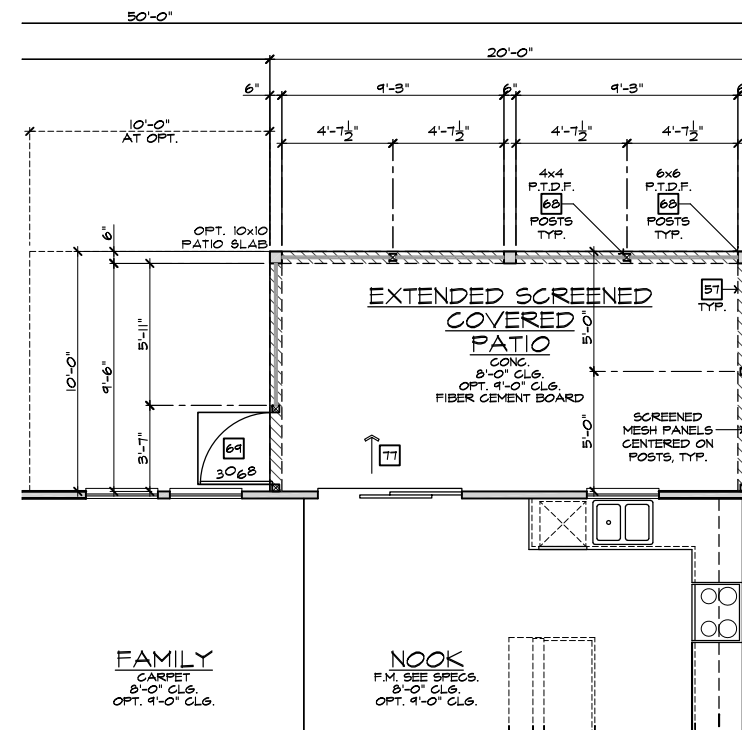 50'-0"
20'-0"
6" 9'-3" 6" 9'-3" 6
10'-0"
AT OPT.
4'-7½" 4'-7½" 4'-7½" 4'-7½"
4x4
P.T.D.F.
68
POSTS
TYP.
6x6
P.T.D.F.
68
POSTS
TYP.
OPT. 10x10
PATIO SLAB
6"
57
TYP.
EXTENDED SCREENED
COVERED
PATIO
CONC.
8'-0" CLG.
OPT. 9'-0" CLG.
FIBER CEMENT BOARD
5'-0"
5'-11"
10'-0"
9'-6"
3'-7"
5'-0"
SCREENED
MESH PANELS
CENTERED ON
POSTS, TYP.
69
3068
77
FAMILY
CARPET
8'-0" CLG.
OPT. 9'-0" CLG.
NOOK
F.M. SEE SPECS.
8'-0" CLG.
OPT. 9'-0" CLG.